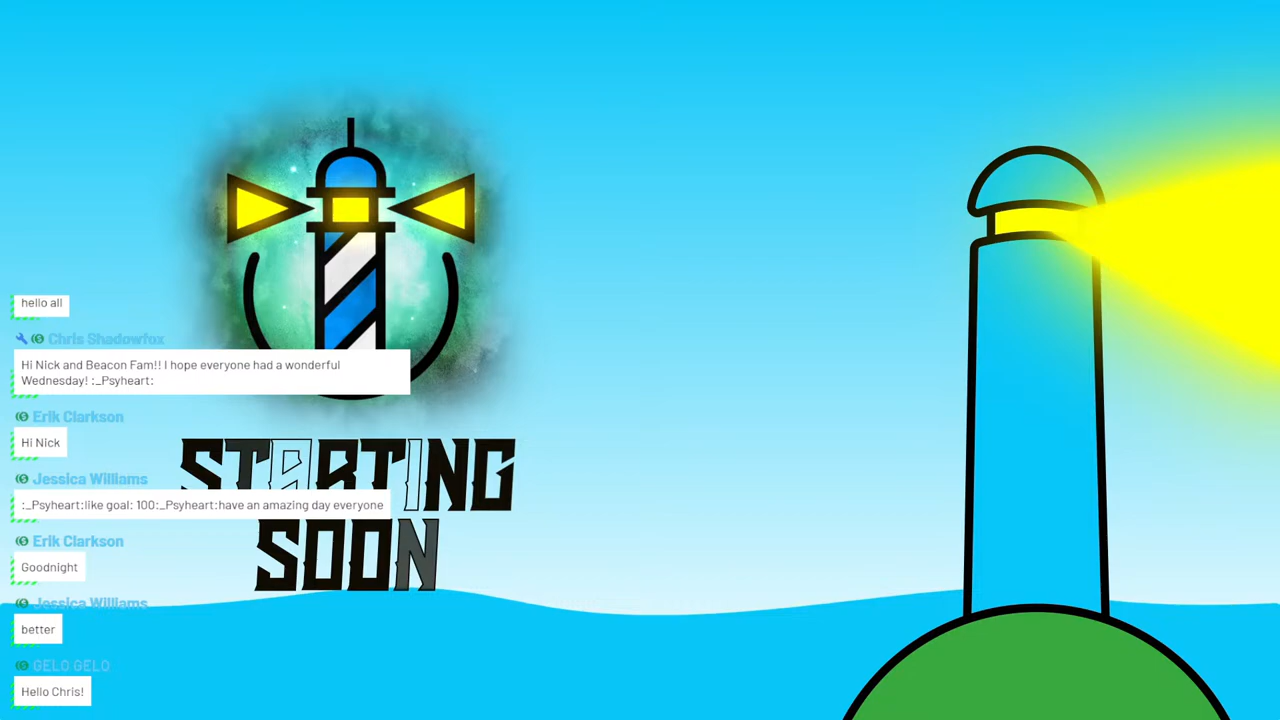 hello all
Chris Shadowfox
Hi Nick and Beacon Fam!! I hope everyone had a wonderful
Wednesday! :_Psyheart:
Erik Clarkson
Hi Nick
Jessica Williams
:_Psyheart:like goal: 100:_Psyheart:have an amazing day everyone
Erik Clarkson
Goodnight
Jessica Williams
better
GELO GELO
Hello Chris!
STARTING
SOON